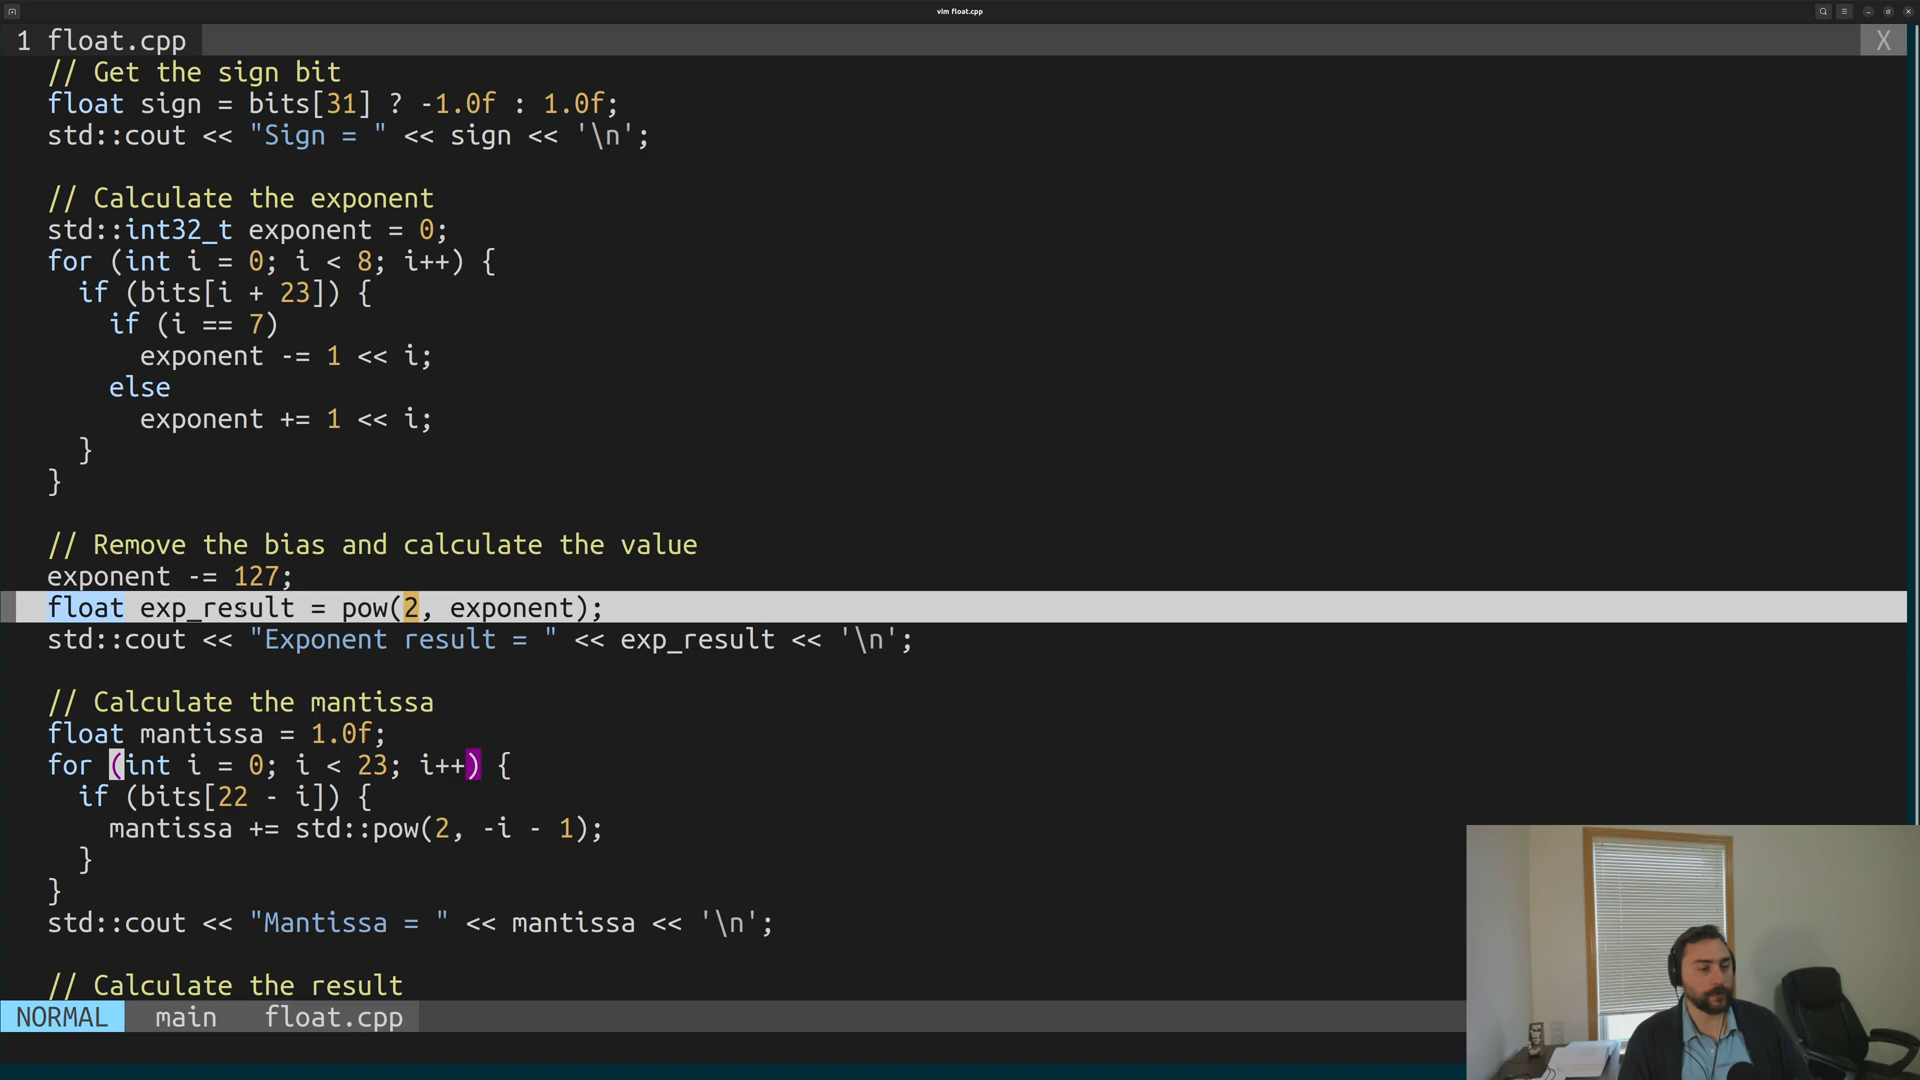 vim float.cpp
1 float.cpp X
// Get the sign bit
float sign = bits[31] ? -1.0f : 1.0f;
std::cout << "Sign = " << sign << '\n';
// Calculate the exponent
std::int32_t exponent = 0;
for (int i = 0; i < 8; i++) {
if (bits[i + 23]) {
if (i == 7)
exponent -= 1 << i;
else
exponent += 1 << i;
}
}
// Remove the bias and calculate the value
exponent -= 127;
float exp_result = pow(2, exponent);
std::cout << "Exponent result = " << exp_result << '\n';
// Calculate the mantissa
float mantissa = 1.0f;
for (int i = 0; i < 23; i++) {
if (bits[22 - i]) {
mantissa += std::pow(2, -i - 1);
}
}
std::cout << "Mantissa = " << mantissa << '\n';
// Calculate the result
NORMAL main float.cpp